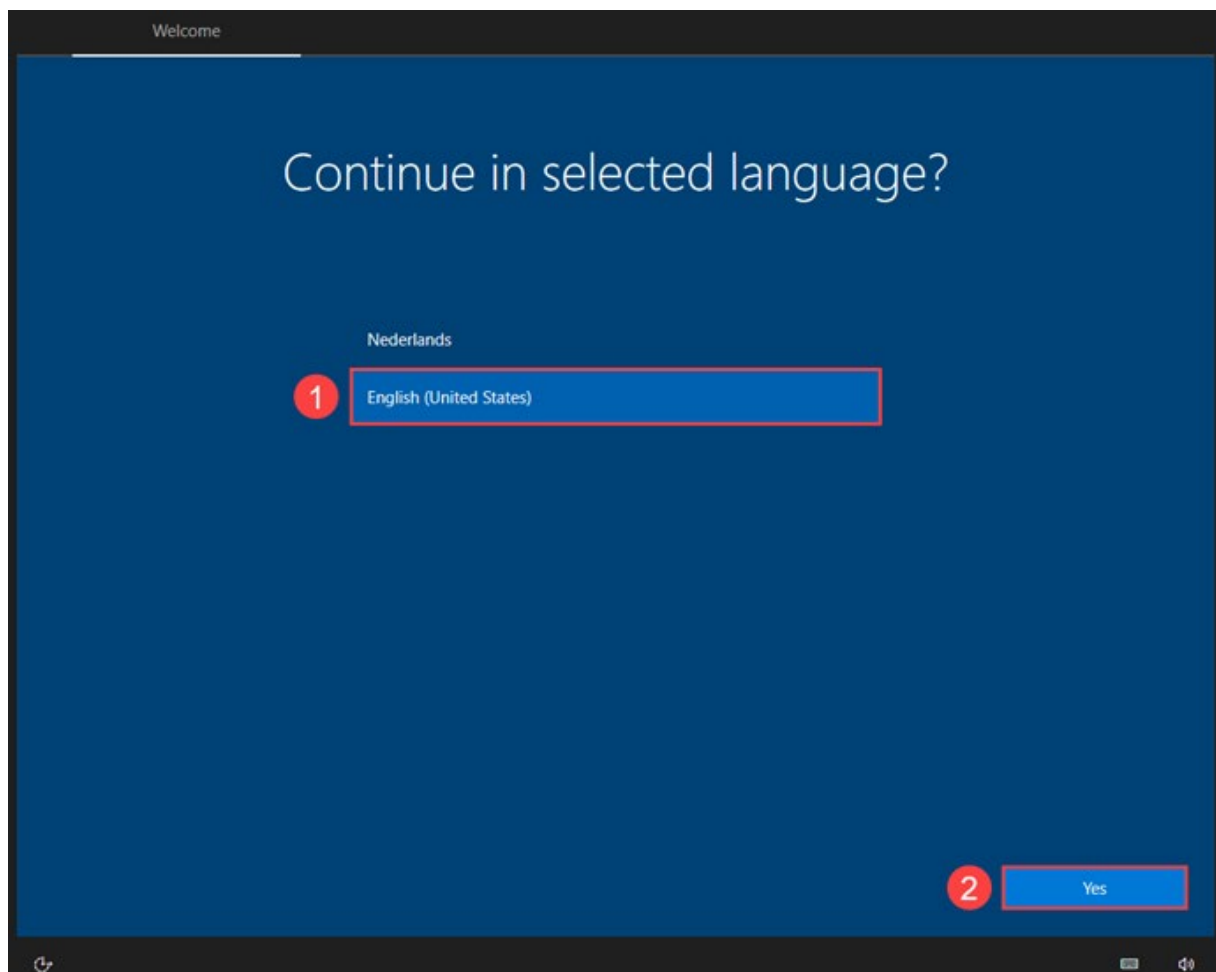 Welcome
Continue in selected language?
Nederlands
1 English (United States)
2 Yes